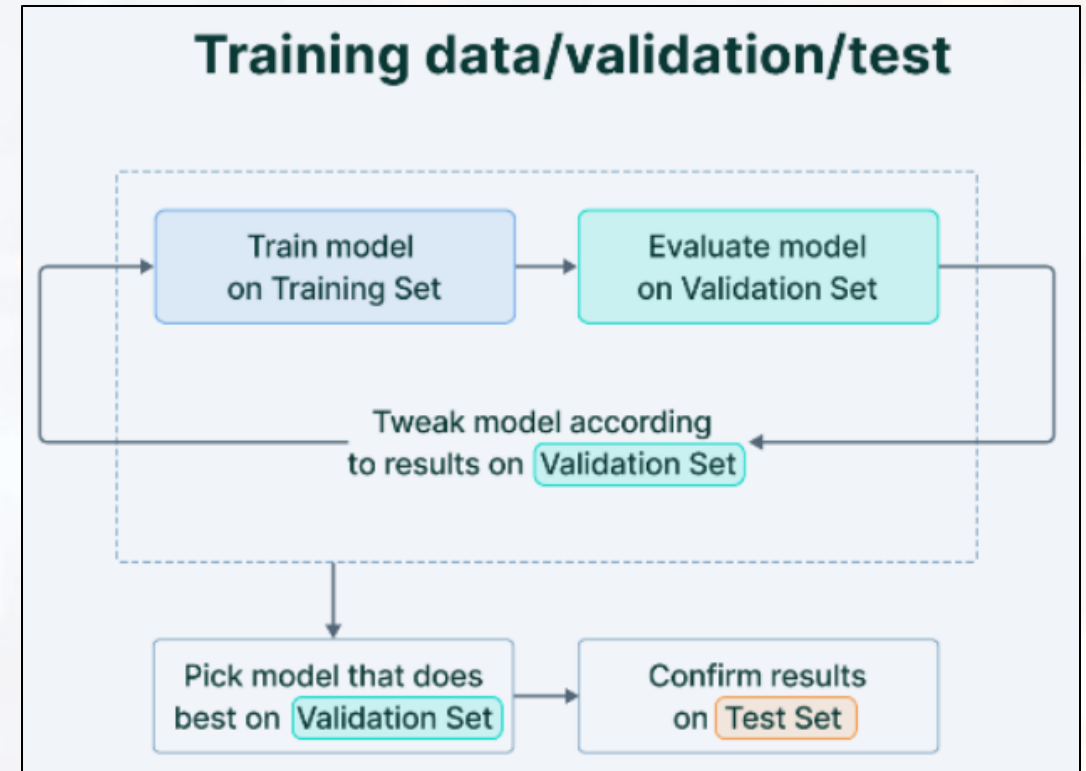 Training data/validation/test
Train model
on Training Set
Evaluate model
on Validation Set
Tweak model according
to results on Validation Set
Pick model that does
best on Validation Set
Confirm results
on Test Set